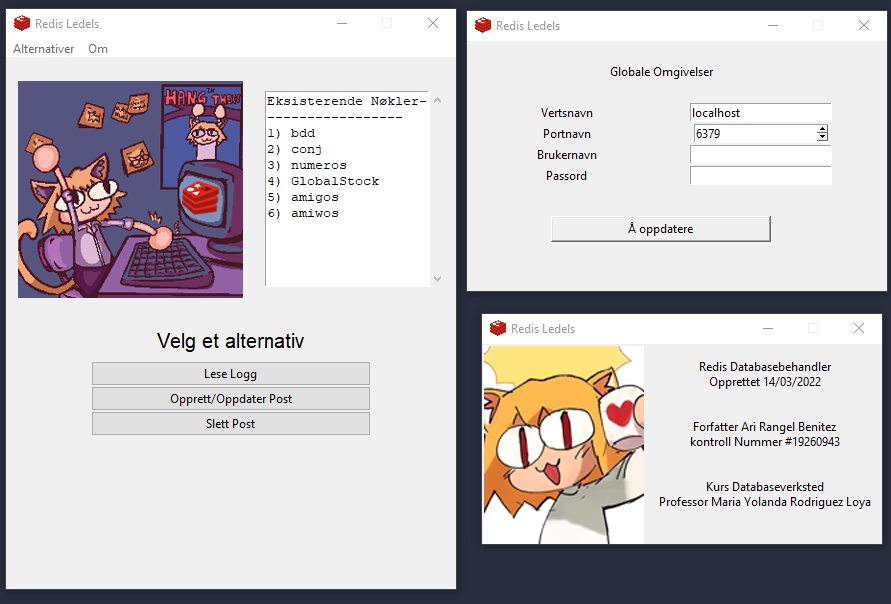 Redis Ledels
Alternativer Om
HANG IN THERE
Eksisterende Nøkler-
-----------------
1) bdd
2) conj
3) numeros
4) GlobalStock
5) amigos
6) amiwos
Velg et alternativ
Lese Logg
Opprett/Oppdater Post
Slett Post
Redis Ledels
Globale Omgivelser
Vertsnavn localhost
Portnavn 6379
Brukernavn
Passord
Å oppdatere
Redis Ledels
Redis Databasebehandler
Opprettet 14/03/2022
Forfatter Ari Rangel Benitez
kontroll Nummer #19260943
Kurs Databaseverksted
Professor Maria Yolanda Rodriguez Loya